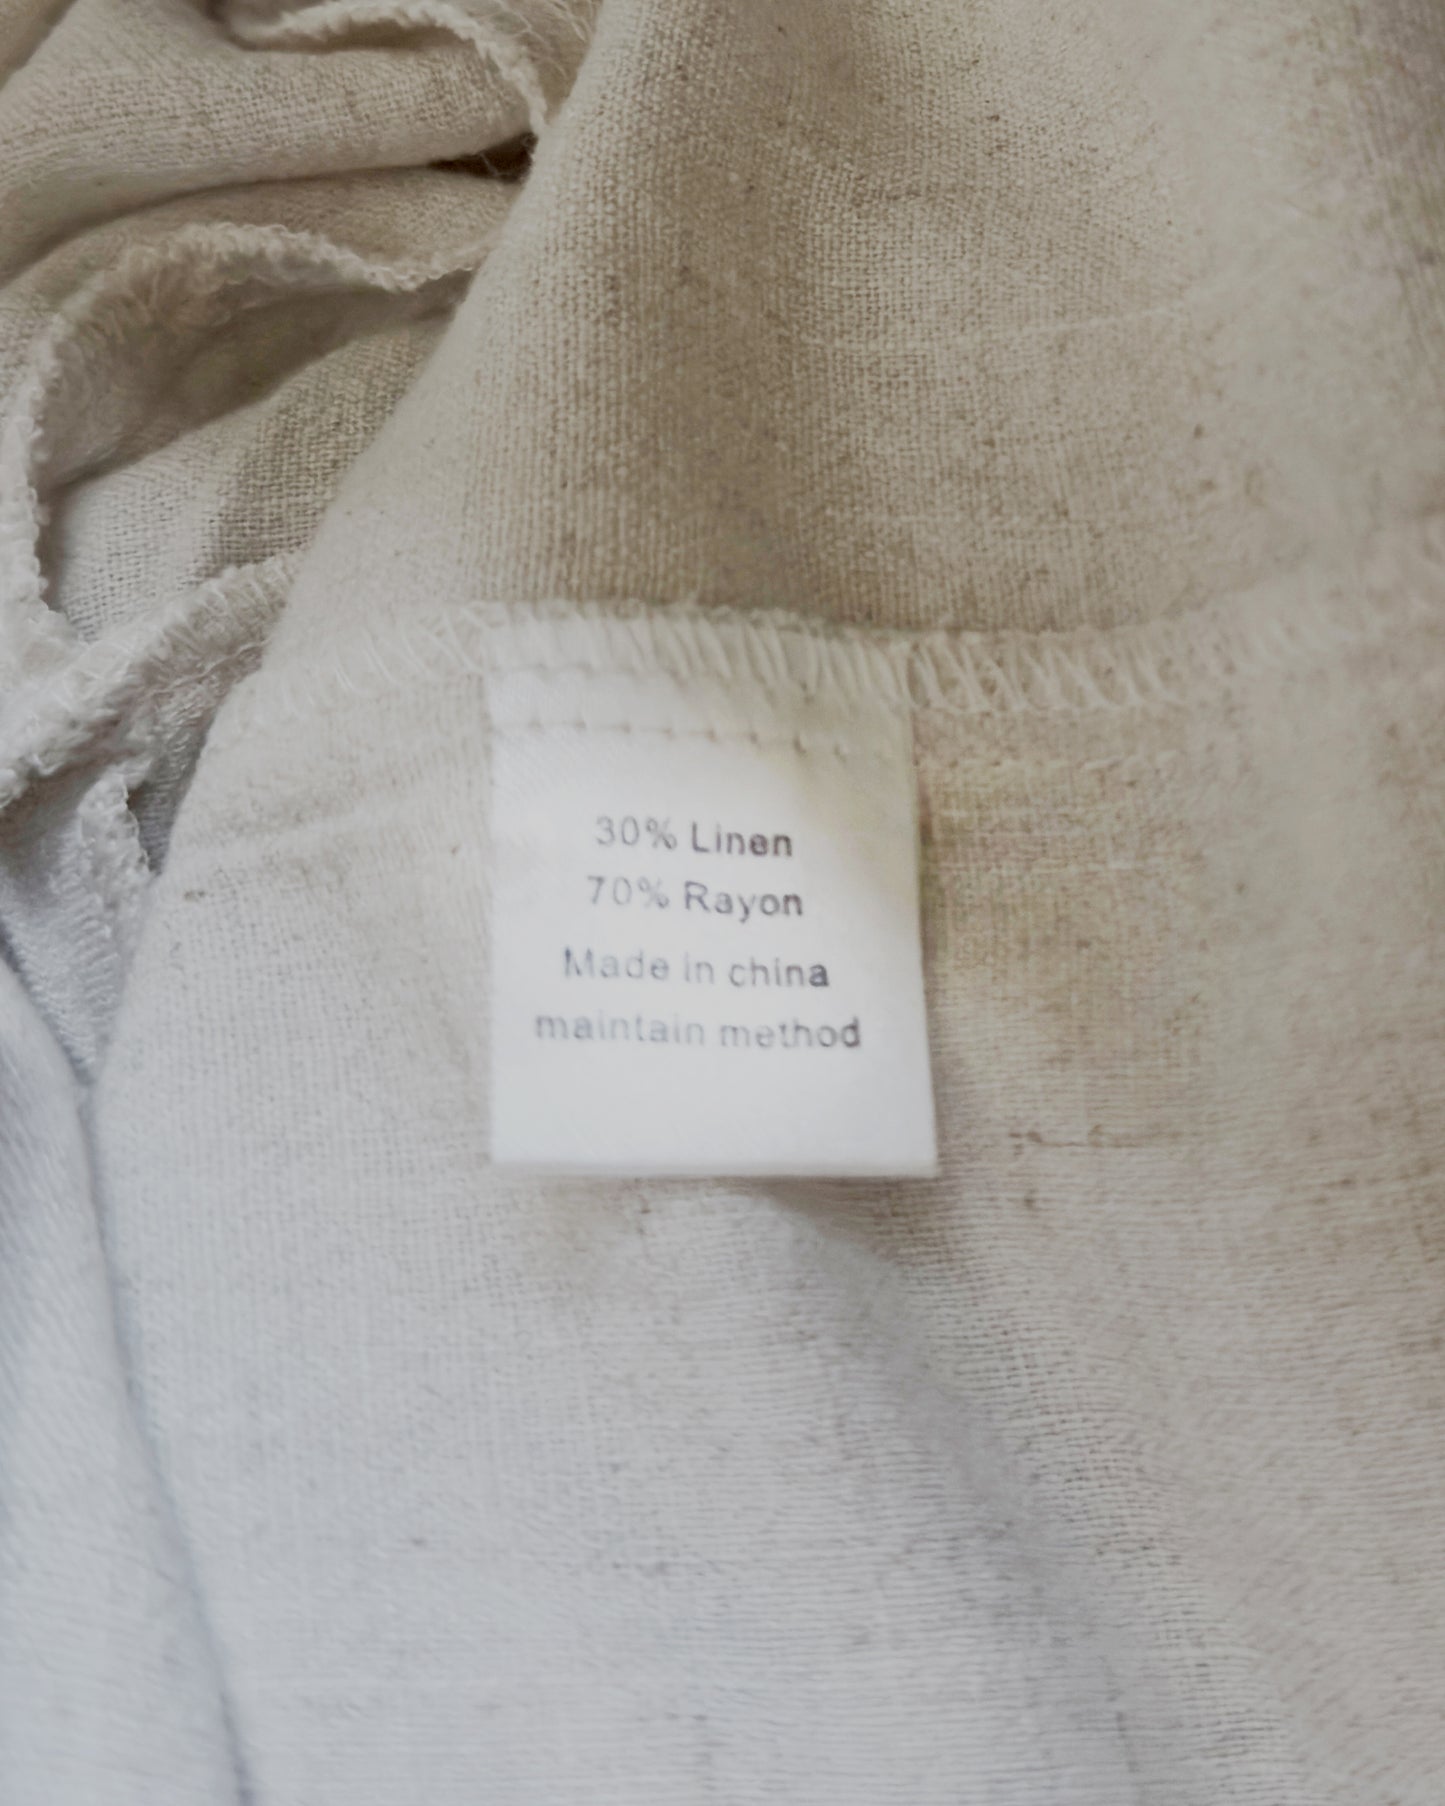 30% Linen
70% Rayon
Made in china
maintain method